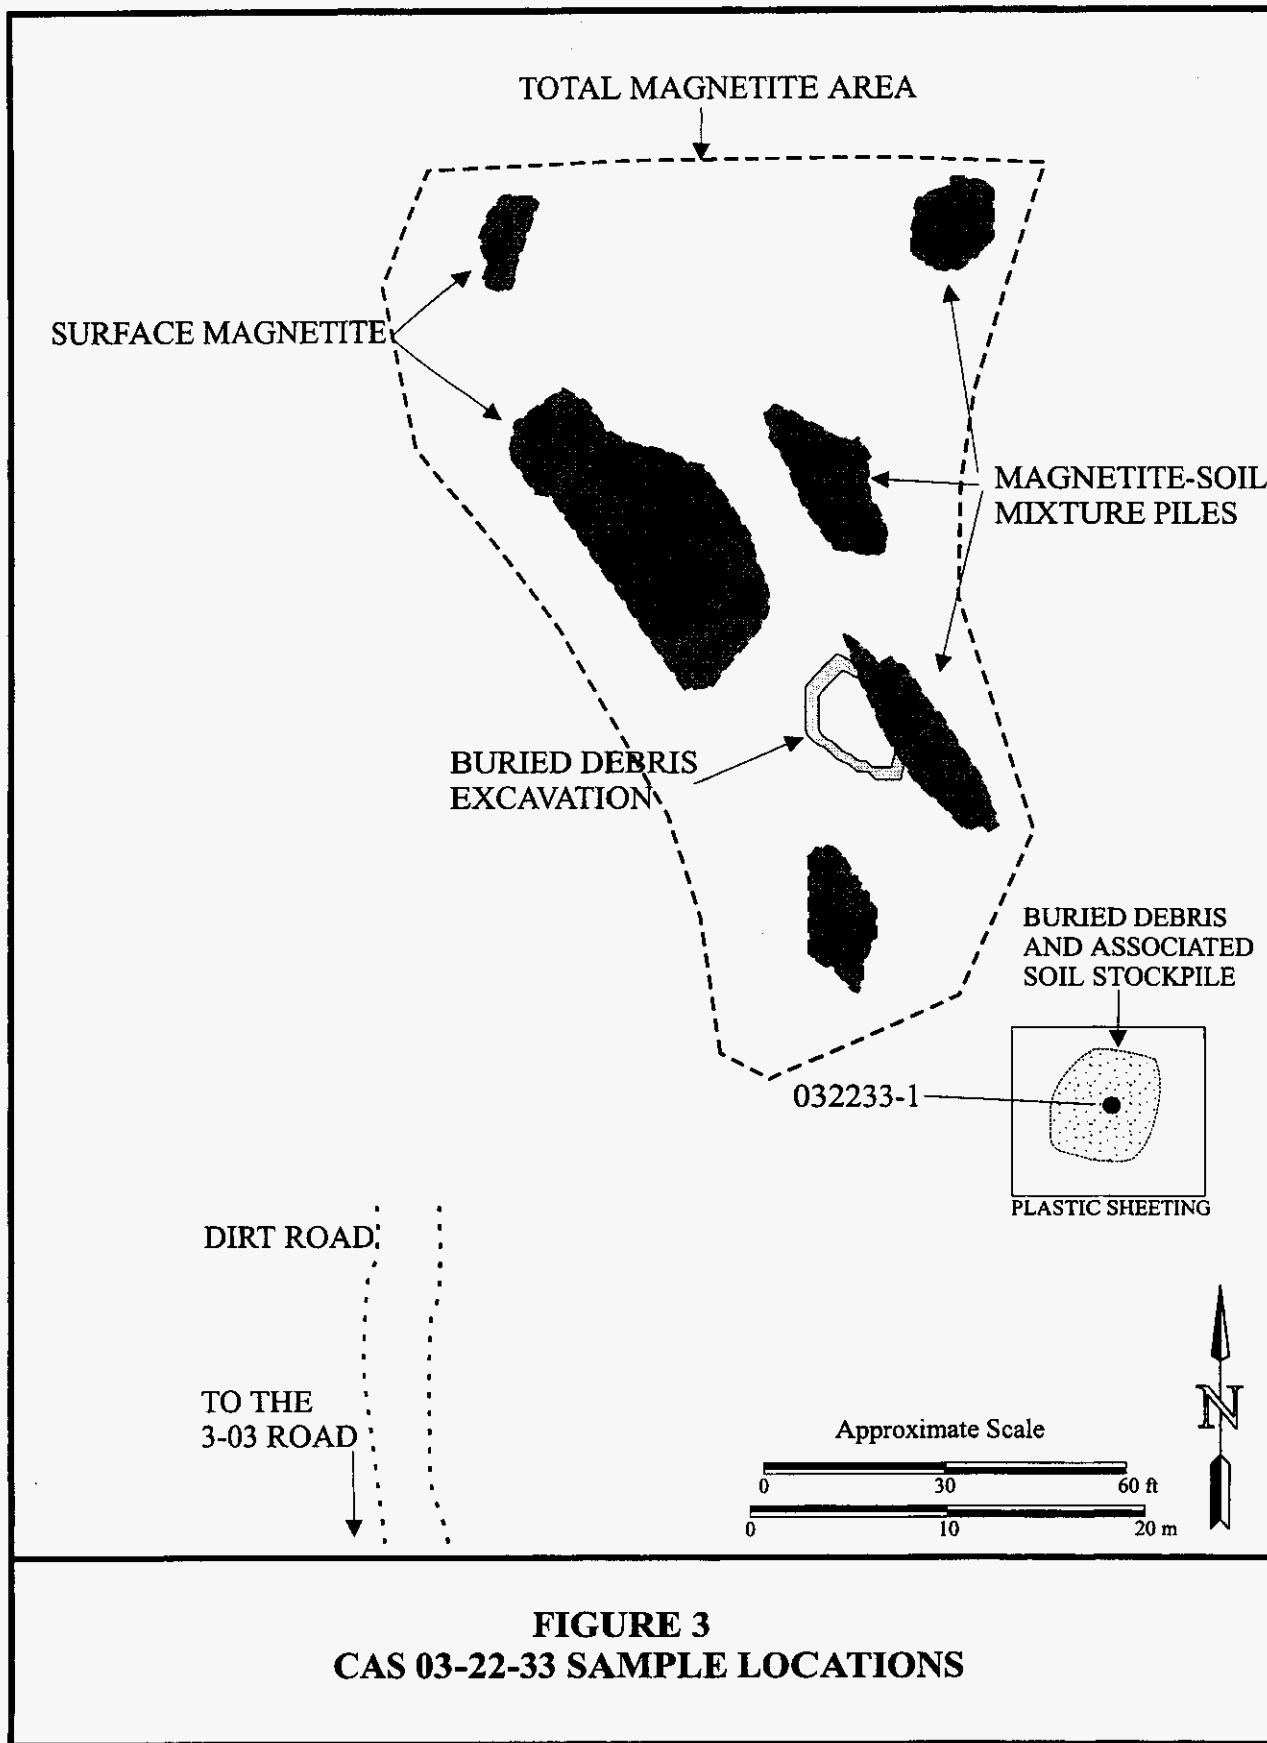 TOTAL MAGNETITE AREA
SURFACE MAGNETITE
MAGNETITE-SOIL
MIXTURE PILES
BURIED DEBRIS
EXCAVATION
BURIED DEBRIS
AND ASSOCIATED
SOIL STOCKPILE
032233-1
PLASTIC SHEETING
DIRT ROAD
TO THE
3-03 ROAD
Approximate Scale
0 30 60 ft
0 10 20 m
N
FIGURE 3
CAS 03-22-33 SAMPLE LOCATIONS